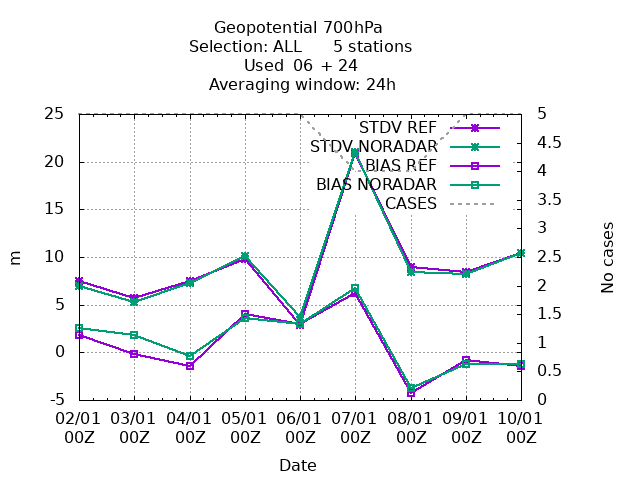 Geopotential 700hPa
Selection: ALL      5 stations
Used  06 + 24
Averaging window: 24h
25
20
15
10
5
0
-5
m
5
4.5
4
3.5
3
2.5
2
1.5
1
0.5
0
No cases
STDV REF
STDV NORADAR
BIAS REF
BIAS NORADAR
CASES
02/01 03/01 04/01 05/01 06/01 07/01 08/01 09/01 10/01
00Z 00Z 00Z 00Z 00Z 00Z 00Z 00Z 00Z
Date